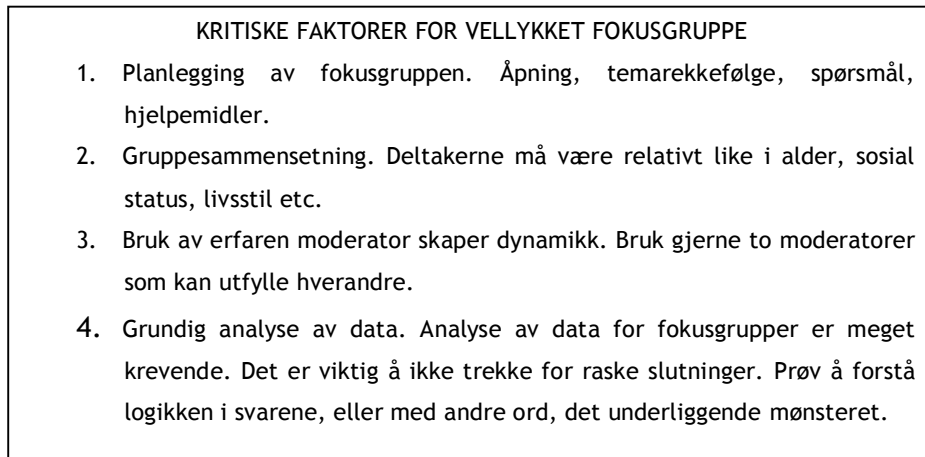 KRITISKE FAKTORER FOR VELLYKKET FOKUSGRUPPE
1. Planlegging av fokusgruppen. Åpning, temarekkefølge, spørsmål,
hjelpemidler.
2. Gruppesammensetning. Deltakerne må være relativt like i alder, sosial
status, livsstil etc.
3. Bruk av erfaren moderator skaper dynamikk. Bruk gjerne to moderatorer
som kan utfylle hverandre.
4. Grundig analyse av data. Analyse av data for fokusgrupper er meget
krevende. Det er viktig å ikke trekke for raske slutninger. Prøv å forstå
logikken i svarene, eller med andre ord, det underliggende mønsteret.